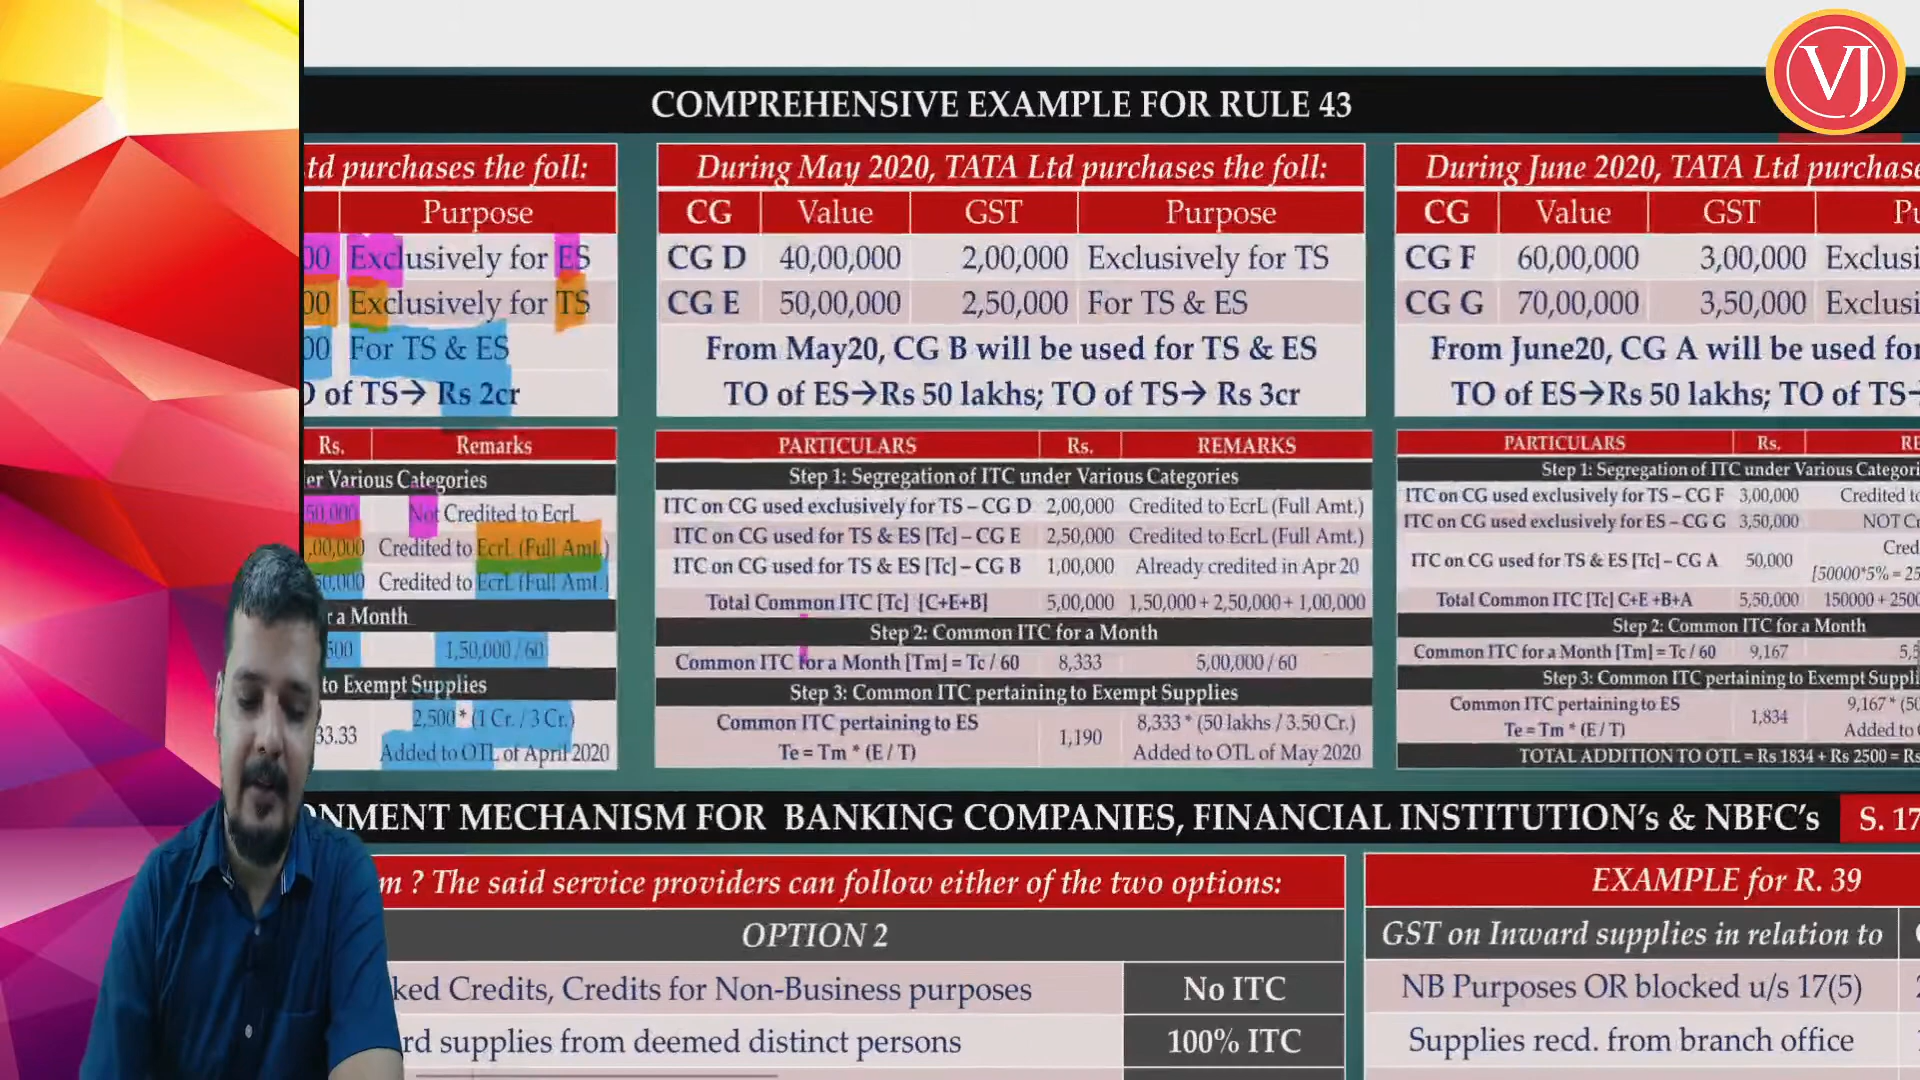 VJ
COMPREHENSIVE EXAMPLE FOR RULE 43
td purchases the foll:
Purpose
00 Exclusively for ES
00 Exclusively for TS
00 For TS & ES
of TS→ Rs 2cr
Rs. Remarks
er Various Categories
50,000 Not Credited to EcrL
,00,000 Credited to EcrL (Full Amt.)
50,000 Credited to EcrL (Full Amt.)
r a Month
500 1,50,000 / 60
to Exempt Supplies
33.33 2,500 * (1 Cr. / 3 Cr.)
Added to OTL of April 2020
During May 2020, TATA Ltd purchases the foll:
CG Value GST Purpose
CG D 40,00,000 2,00,000 Exclusively for TS
CG E 50,00,000 2,50,000 For TS & ES
From May20, CG B will be used for TS & ES
TO of ES→Rs 50 lakhs; TO of TS→ Rs 3cr
PARTICULARS Rs. REMARKS
Step 1: Segregation of ITC under Various Categories
ITC on CG used exclusively for TS – CG D 2,00,000 Credited to EcrL (Full Amt.)
ITC on CG used for TS & ES [Tc] – CG E 2,50,000 Credited to EcrL (Full Amt.)
ITC on CG used for TS & ES [Tc] – CG B 1,00,000 Already credited in Apr 20
Total Common ITC [Tc] [C+E+B] 5,00,000 1,50,000 + 2,50,000 + 1,00,000
Step 2: Common ITC for a Month
Common ITC for a Month [Tm] = Tc / 60 8,333 5,00,000 / 60
Step 3: Common ITC pertaining to Exempt Supplies
Common ITC pertaining to ES 1,190 8,333 * (50 lakhs / 3.50 Cr.)
Te = Tm * (E / T) Added to OTL of May 2020
During June 2020, TATA Ltd purchase
CG Value GST Pu
CG F 60,00,000 3,00,000 Exclusi
CG G 70,00,000 3,50,000 Exclusi
From June20, CG A will be used for
TO of ES→Rs 50 lakhs; TO of TS→
PARTICULARS Rs. RE
Step 1: Segregation of ITC under Various Categori
ITC on CG used exclusively for TS – CG F 3,00,000 Credited to
ITC on CG used exclusively for ES – CG G 3,50,000 NOT Cr
ITC on CG used for TS & ES [Tc] – CG A 50,000 Cred
[50000*5% = 25
Total Common ITC [Tc] C+E +B+A 5,50,000 150000 + 2500
Step 2: Common ITC for a Month
Common ITC for a Month [Tm] = Tc / 60 9,167 5,5
Step 3: Common ITC pertaining to Exempt Suppli
Common ITC pertaining to ES 1,834 9,167 * (50
Te = Tm * (E / T) Added to
TOTAL ADDITION TO OTL = Rs 1834 + Rs 2500 = Rs
ONMENT MECHANISM FOR BANKING COMPANIES, FINANCIAL INSTITUTION's & NBFC's S. 17
m ? The said service providers can follow either of the two options:
OPTION 2
ked Credits, Credits for Non-Business purposes No ITC
rd supplies from deemed distinct persons 100% ITC
EXAMPLE for R. 39
GST on Inward supplies in relation to
NB Purposes OR blocked u/s 17(5)
Supplies recd. from branch office